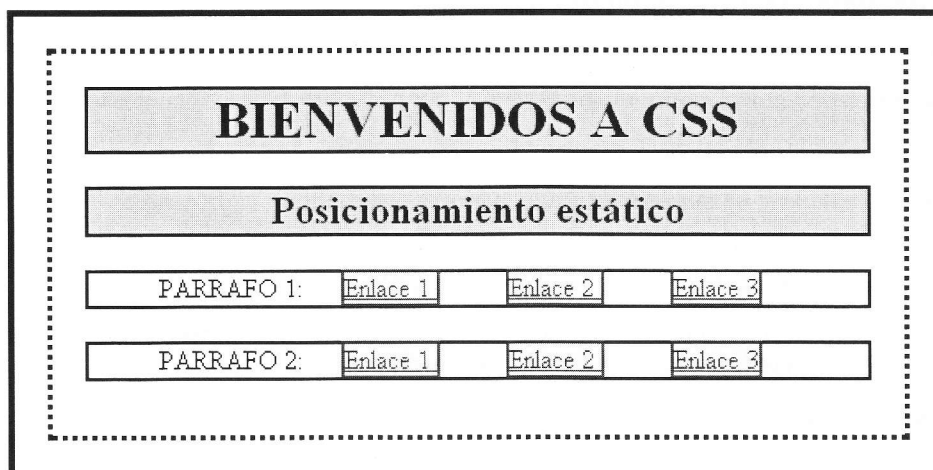 BIENVENIDOS A CSS
Posicionamiento estático
PARRAFO 1: Enlace 1 Enlace 2 Enlace 3
PARRAFO 2: Enlace 1 Enlace 2 Enlace 3